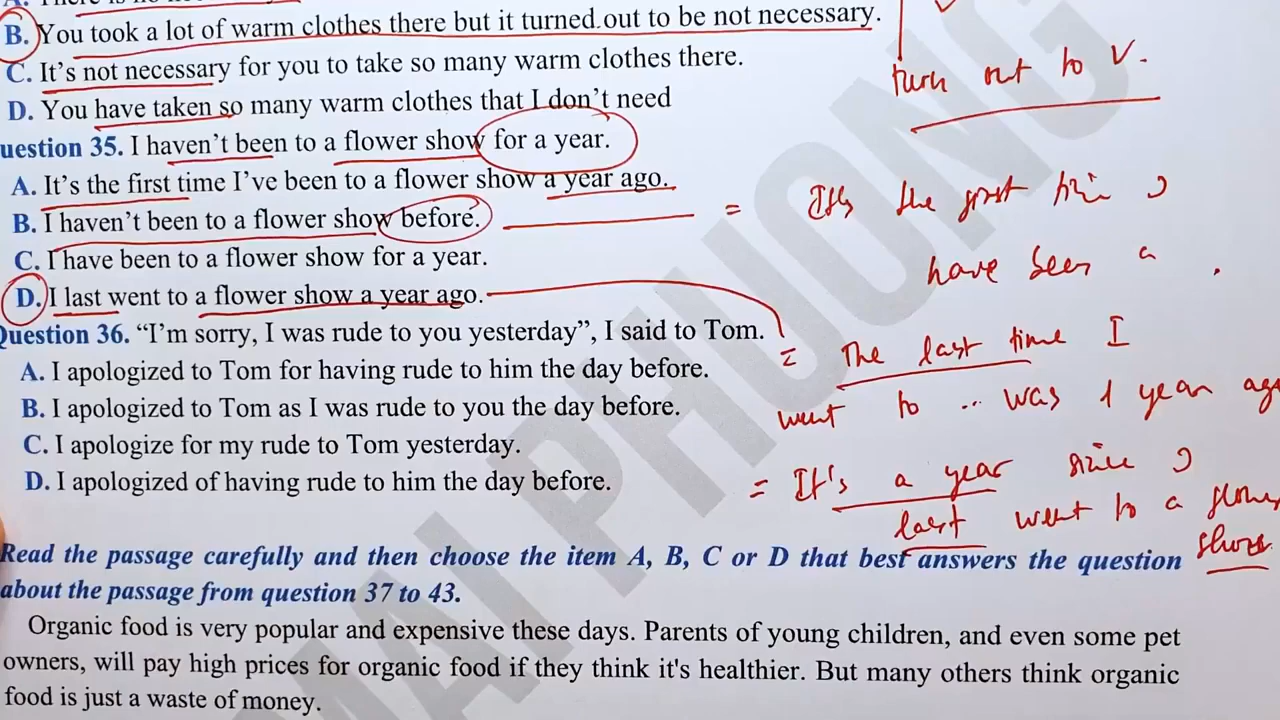 B. You took a lot of warm clothes there but it turned out to be not necessary.
C. It's not necessary for you to take so many warm clothes there.
turn out to V.
D. You have taken so many warm clothes that I don't need
uestion 35. I haven't been to a flower show for a year.
A. It's the first time I've been to a flower show a year ago.
B. I haven't been to a flower show before.
= It's the first time I
have been a
C. I have been to a flower show for a year.
D. I last went to a flower show a year ago.
Question 36. “I'm sorry, I was rude to you yesterday”, I said to Tom.
= The last time I
A. I apologized to Tom for having rude to him the day before.
went to ... was 1 year ago
B. I apologized to Tom as I was rude to you the day before.
C. I apologize for my rude to Tom yesterday.
= It's a year since I
D. I apologized of having rude to him the day before.
last went to a flower
show
Read the passage carefully and then choose the item A, B, C or D that best answers the question
about the passage from question 37 to 43.
Organic food is very popular and expensive these days. Parents of young children, and even some pet
owners, will pay high prices for organic food if they think it's healthier. But many others think organic
food is just a waste of money.
MAI PHUONG